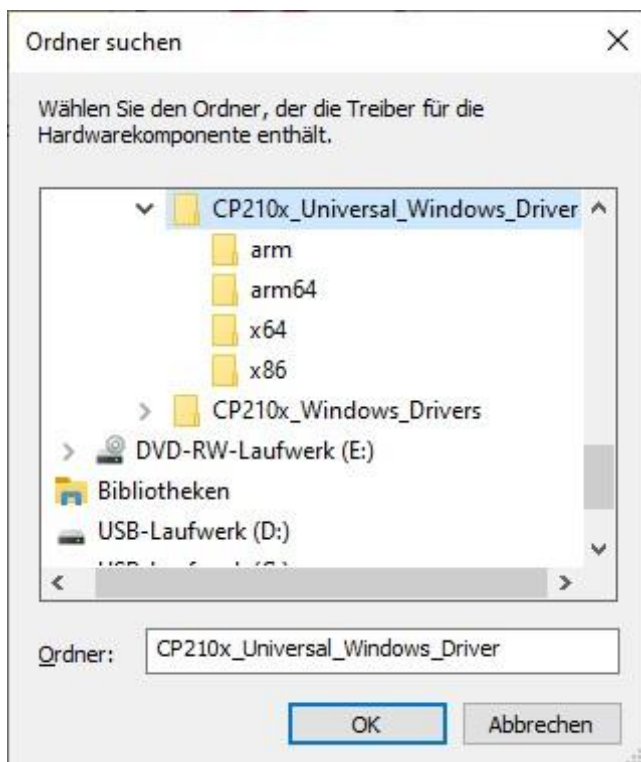 Ordner suchen
Wählen Sie den Ordner, der die Treiber für die
Hardwarekomponente enthält.
CP210x_Universal_Windows_Driver
arm
arm64
x64
x86
CP210x_Windows_Drivers
DVD-RW-Laufwerk (E:)
Bibliotheken
USB-Laufwerk (D:)
Ordner:
CP210x_Universal_Windows_Driver
OK
Abbrechen